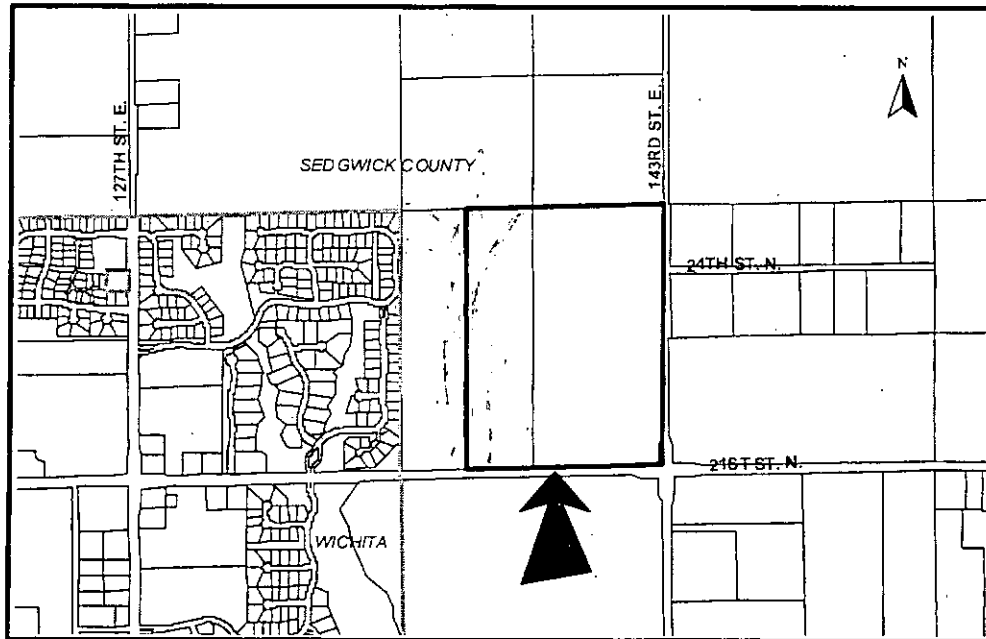 N
127TH ST. E.
143RD ST. E.
SEDGWICK COUNTY
24TH ST. N.
21ST ST. N.
WICHITA